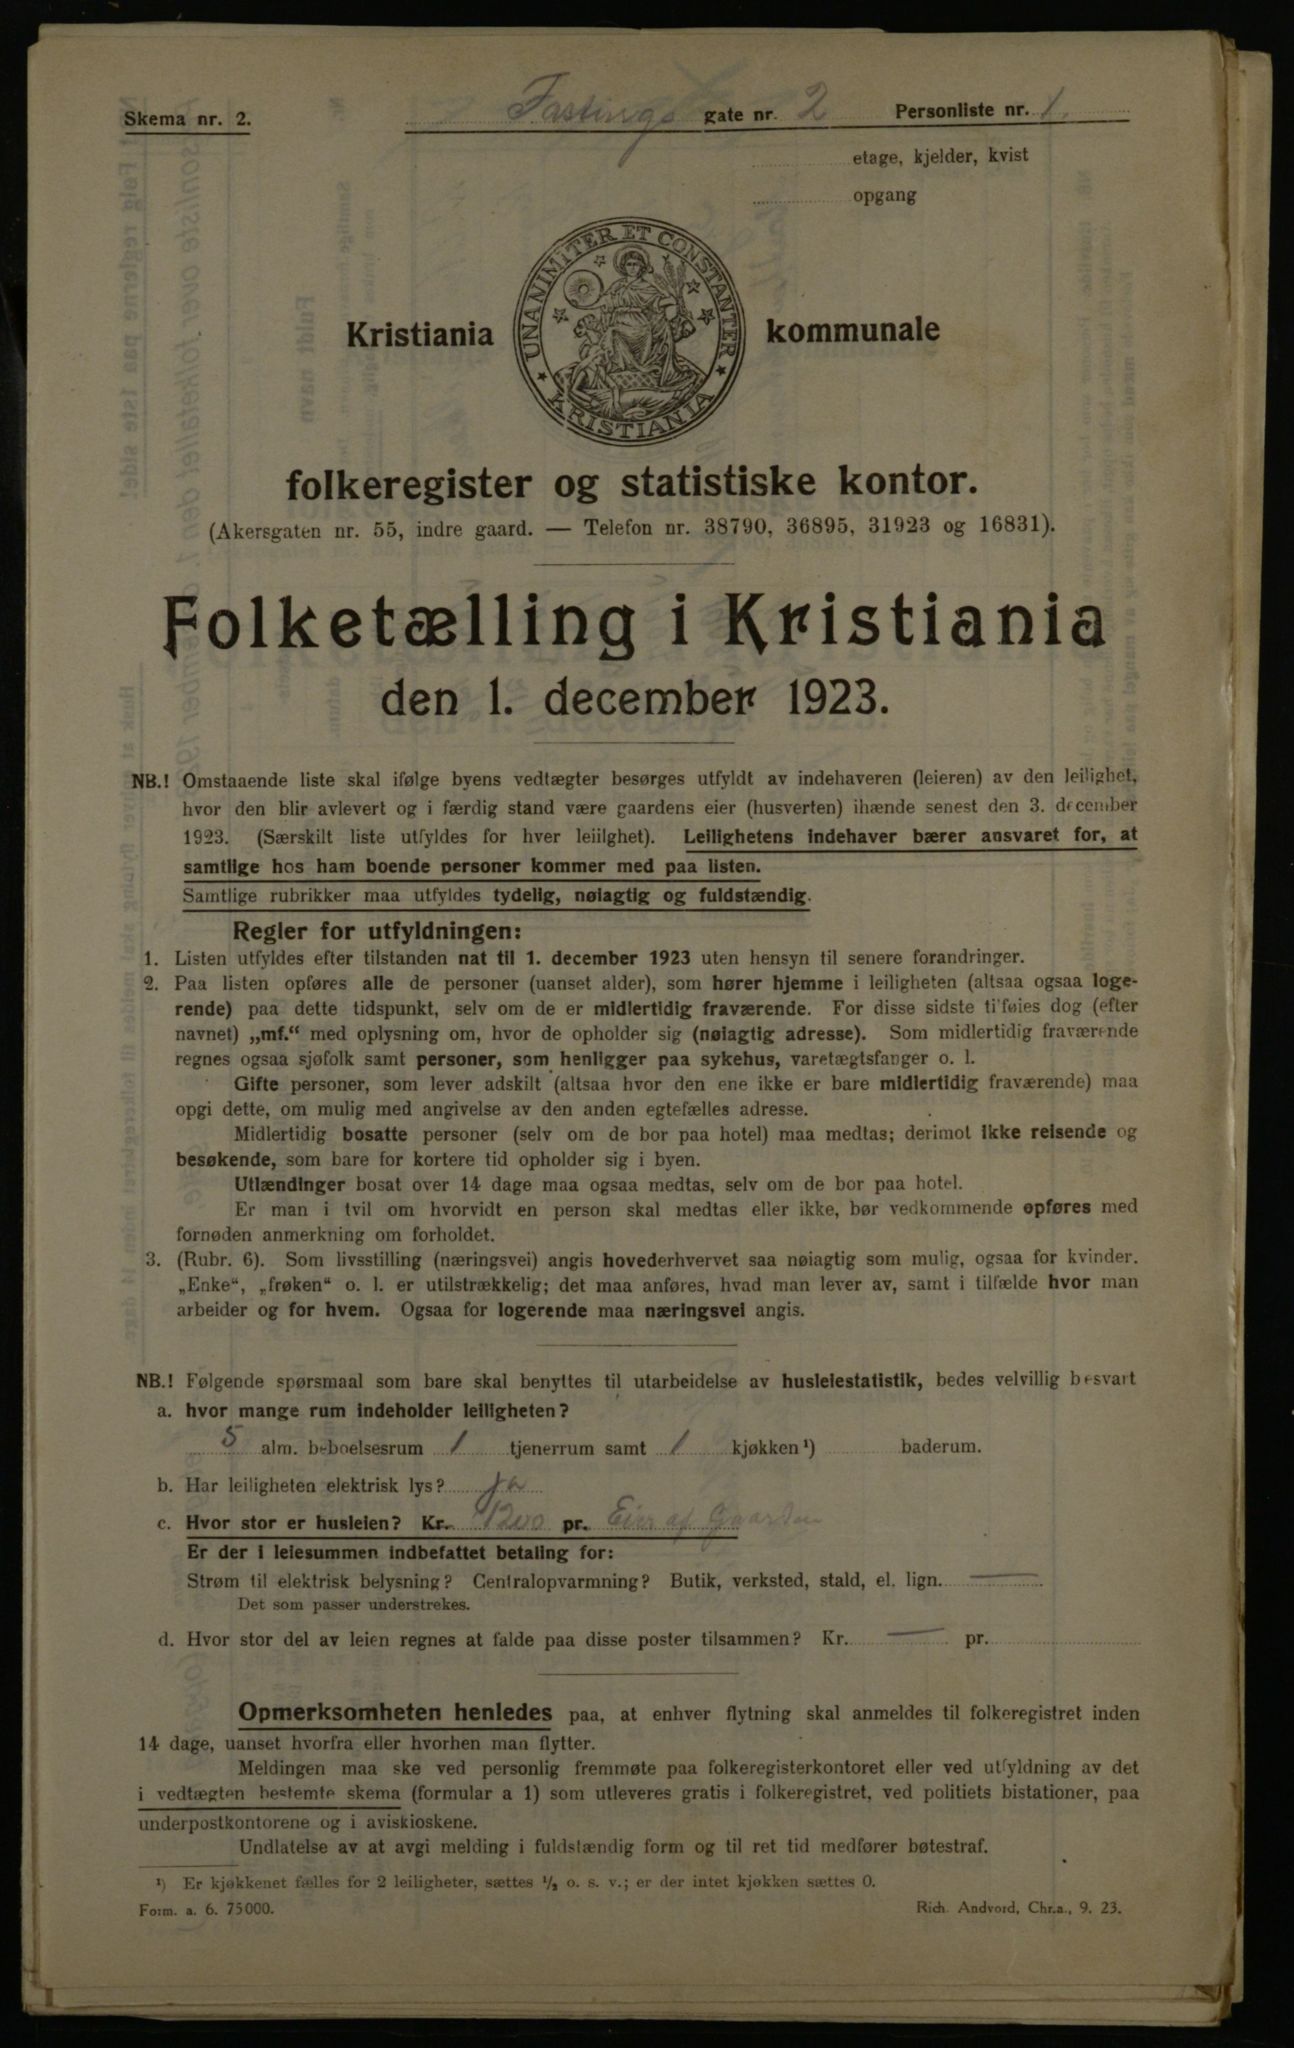 Skema nr. 2.
Fastings gate nr. 2 Personliste nr. 1.
etage, kjelder, kvist
opgang
UNANIMITER ET CONSTANTER
KRISTIANIA
Kristiania kommunale
folkeregister og statistiske kontor.
(Akersgaten nr. 55, indre gaard. — Telefon nr. 38790, 36895, 31923 og 16831).
Folketælling i Kristiania
den 1. december 1923.
NB.! Omstaaende liste skal ifølge byens vedtægter besørges utfyldt av indehaveren (leieren) av den leilighet,
hvor den blir avlevert og i færdig stand være gaardens eier (husverten) ihænde senest den 3. december
1923. (Særskilt liste utfyldes for hver leiilghet). Leilighetens indehaver bærer ansvaret for, at
samtlige hos ham boende personer kommer med paa listen.
Samtlige rubrikker maa utfyldes tydelig, nøiagtig og fuldstændig.
Regler for utfyldningen:
1. Listen utfyldes efter tilstanden nat til 1. december 1923 uten hensyn til senere forandringer.
2. Paa listen opføres alle de personer (uanset alder), som hører hjemme i leiligheten (altsaa ogsaa loge-
rende) paa dette tidspunkt, selv om de er midlertidig fraværende. For disse sidste tilføies dog (efter
navnet) „mf.“ med oplysning om, hvor de opholder sig (nøiagtig adresse). Som midlertidig fraværende
regnes ogsaa sjøfolk samt personer, som henligger paa sykehus, varetægtsfanger o. l.
Gifte personer, som lever adskilt (altsaa hvor den ene ikke er bare midlertidig fraværende) maa
opgi dette, om mulig med angivelse av den anden egtefælles adresse.
Midlertidig bosatte personer (selv om de bor paa hotel) maa medtas; derimot ikke reisende og
besøkende, som bare for kortere tid opholder sig i byen.
Utlændinger bosat over 14 dage maa ogsaa medtas, selv om de bor paa hotel.
Er man i tvil om hvorvidt en person skal medtas eller ikke, bør vedkommende opføres med
fornøden anmerkning om forholdet.
3. (Rubr. 6). Som livsstilling (næringsvei) angis hovederhvervet saa nøiagtig som mulig, ogsaa for kvinder.
„Enke“, „frøken“ o. l. er utilstrækkelig; det maa anføres, hvad man lever av, samt i tilfælde hvor man
arbeider og for hvem. Ogsaa for logerende maa næringsvei angis.
NB.! Følgende spørsmaal som bare skal benyttes til utarbeidelse av husleiestatistik, bedes velvillig besvart
a. hvor mange rum indeholder leiligheten?
5 alm. beboelsesrum 1 tjenerrum samt 1 kjøkken¹) baderum.
b. Har leiligheten elektrisk lys? ja
c. Hvor stor er husleien? Kr. 1200 pr. Eier af Gaarden
Er der i leiesummen indbefattet betaling for:
Strøm til elektrisk belysning? Centralopvarmning? Butik, verksted, stald, el. lign. —
Det som passer understrekes.
d. Hvor stor del av leien regnes at falde paa disse poster tilsammen? Kr. — pr.
Opmerksomheten henledes paa, at enhver flytning skal anmeldes til folkeregistret inden
14 dage, uanset hvorfra eller hvorhen man flytter.
Meldingen maa ske ved personlig fremmøte paa folkeregisterkontoret eller ved utfyldning av det
i vedtægten bestemte skema (formular a 1) som utleveres gratis i folkeregistret, ved politiets bistationer, paa
underpostkontorene og i aviskioskene.
Undlatelse av at avgi melding i fuldstændig form og til ret tid medfører bøtestraf.
¹) Er kjøkkenet fælles for 2 leiligheter, sættes ½ o. s. v.; er der intet kjøkken sættes 0.
Form. a. 6. 75000. Rich. Andvord, Chr.a., 9. 23.